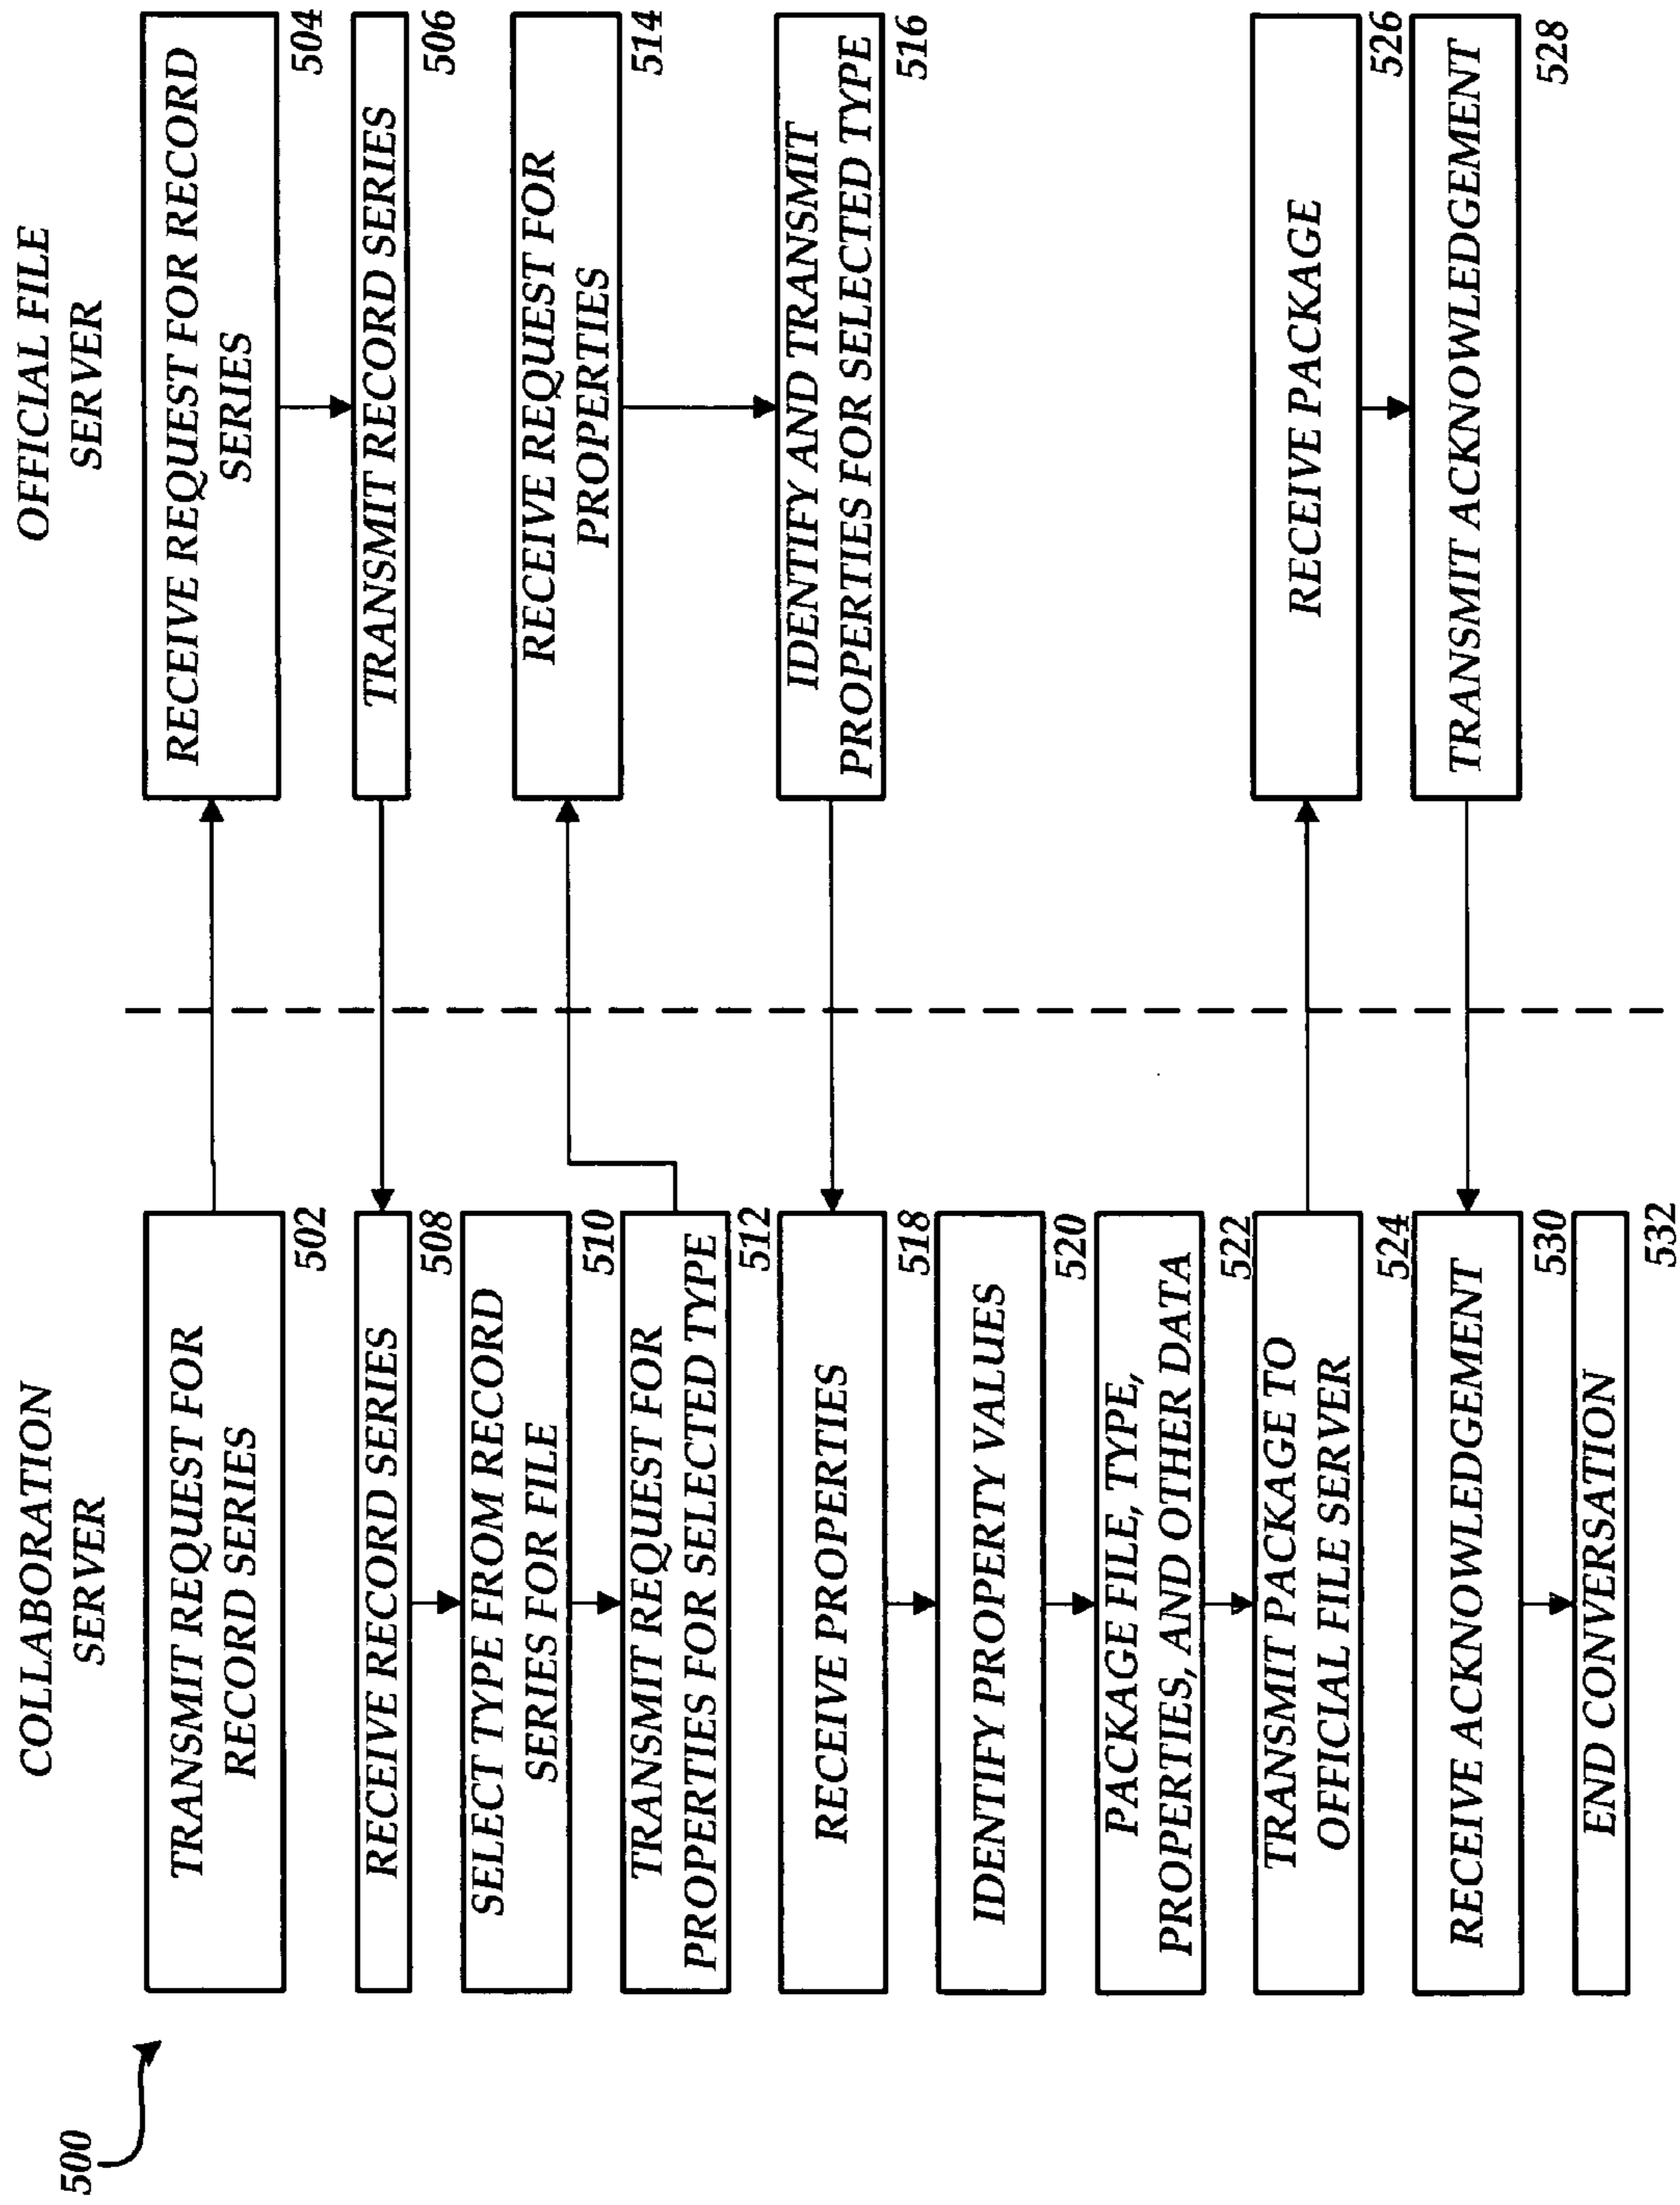 500
COLLABORATION
SERVER
OFFICIAL FILE
SERVER
TRANSMIT REQUEST FOR
RECORD SERIES
502
RECEIVE REQUEST FOR RECORD
SERIES
504
TRANSMIT RECORD SERIES
506
RECEIVE RECORD SERIES
508
SELECT TYPE FROM RECORD
SERIES FOR FILE
510
TRANSMIT REQUEST FOR
PROPERTIES FOR SELECTED TYPE
512
RECEIVE REQUEST FOR
PROPERTIES
514
IDENTIFY AND TRANSMIT
PROPERTIES FOR SELECTED TYPE
516
RECEIVE PROPERTIES
518
IDENTIFY PROPERTY VALUES
520
PACKAGE FILE, TYPE,
PROPERTIES, AND OTHER DATA
522
TRANSMIT PACKAGE TO
OFFICIAL FILE SERVER
524
RECEIVE PACKAGE
526
TRANSMIT ACKNOWLEDGEMENT
528
RECEIVE ACKNOWLEDGEMENT
530
END CONVERSATION
532